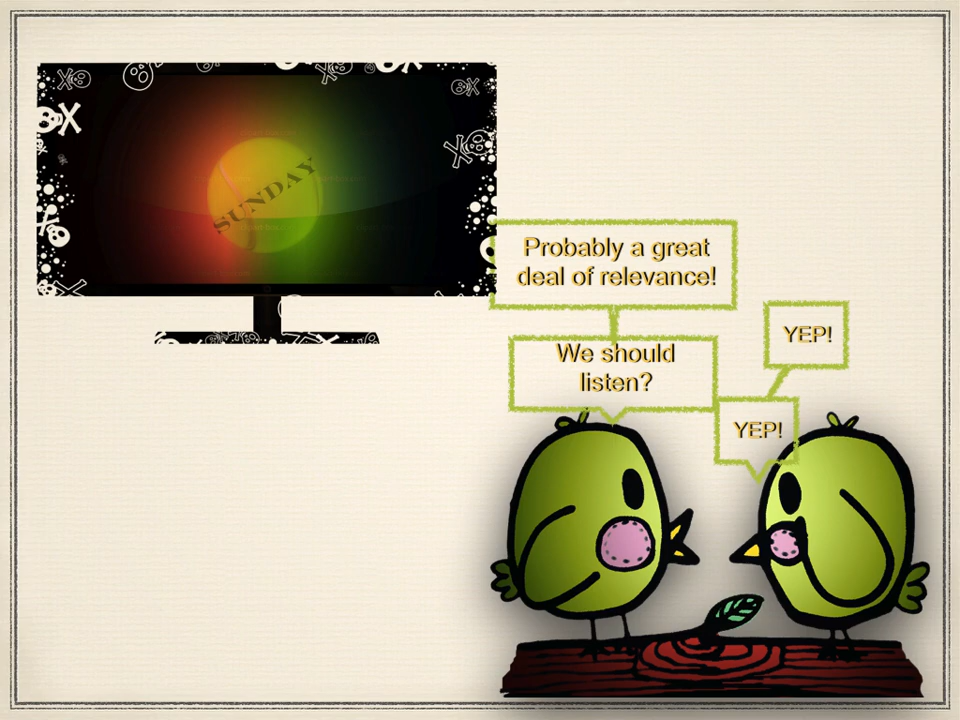 SUNDAY
Probably a great
deal of relevance!
We should
listen?
YEP!
YEP!